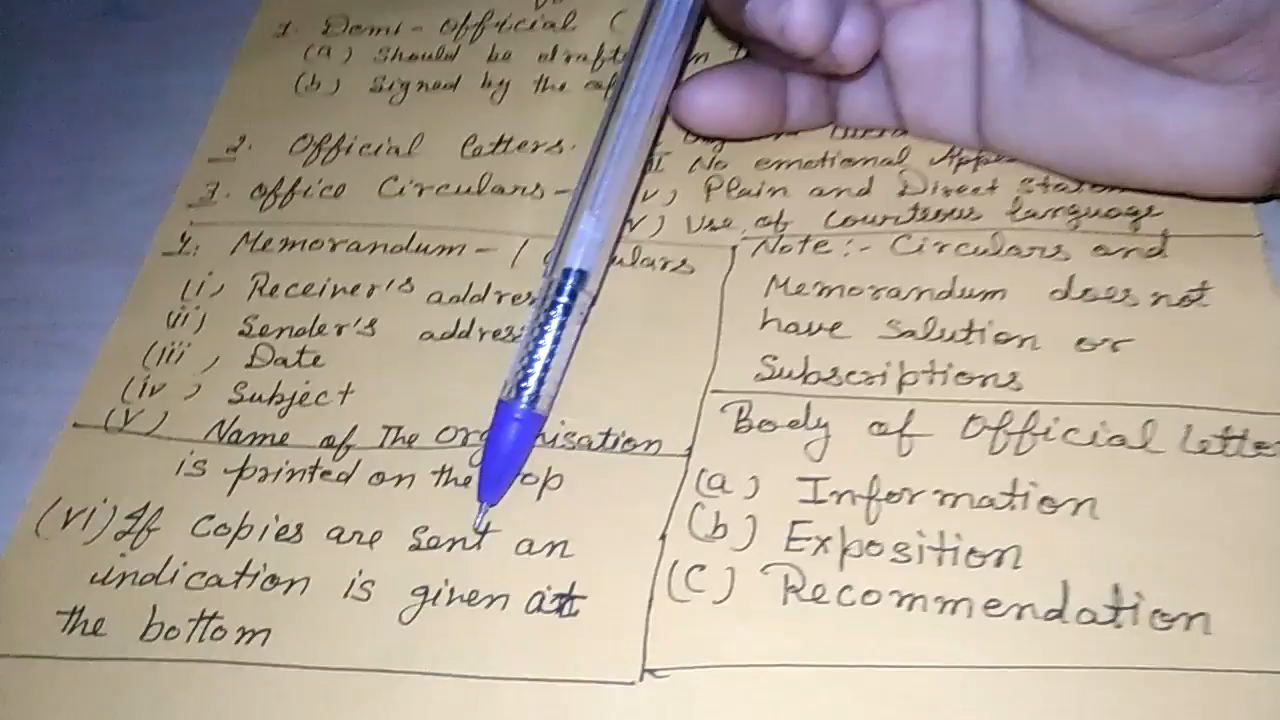 1. Demi-official (
(a) Should be
(b) Signed by the
2. Official Letters.
3. Office Circulars-
No emotional
v) Plain and Direct
Use of Courteous language
4. Memorandum- /
(i) Receiver's
(ii) Sender's
(iii) Date
(iv) Subject
(v) Name of The
is printed on the
(vi) If copies are sent an
indication is given at
the bottom
Note:- Circulars and
Memorandum does not
have Salution or
Subscriptions
Body of Official
(a) Information
(b) Exposition
(C) Recommendation